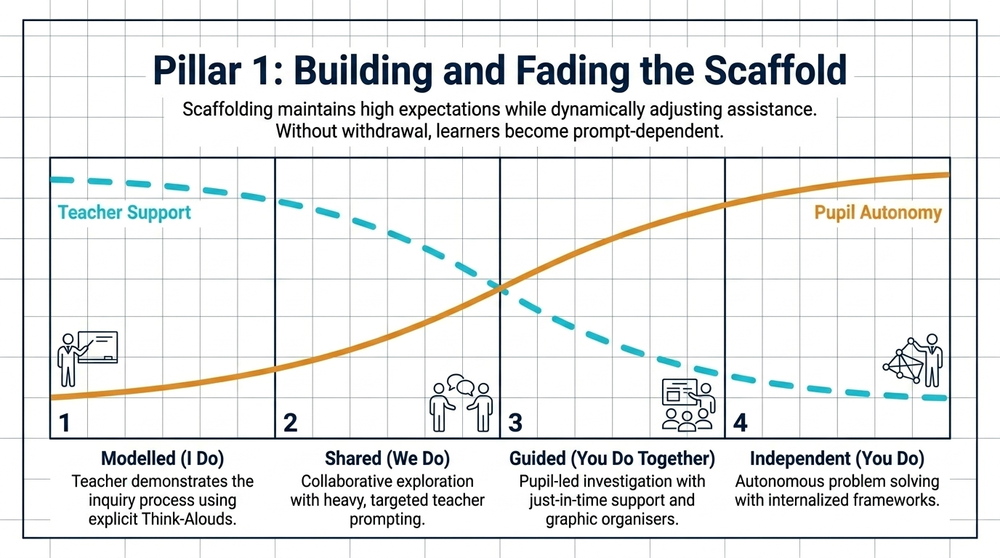 Pillar 1: Building and Fading the Scaffold
Scaffolding maintains high expectations while dynamically adjusting assistance.
Without withdrawal, learners become prompt-dependent.
Teacher Support
Pupil Autonomy
1
2
3
4
Modelled (I Do)
Teacher demonstrates the
inquiry process using
explicit Think-Alouds.
Shared (We Do)
Collaborative exploration
with heavy, targeted teacher
prompting.
Guided (You Do Together)
Pupil-led investigation with
just-in-time support and
graphic organisers.
Independent (You Do)
Autonomous problem solving
with internalized frameworks.